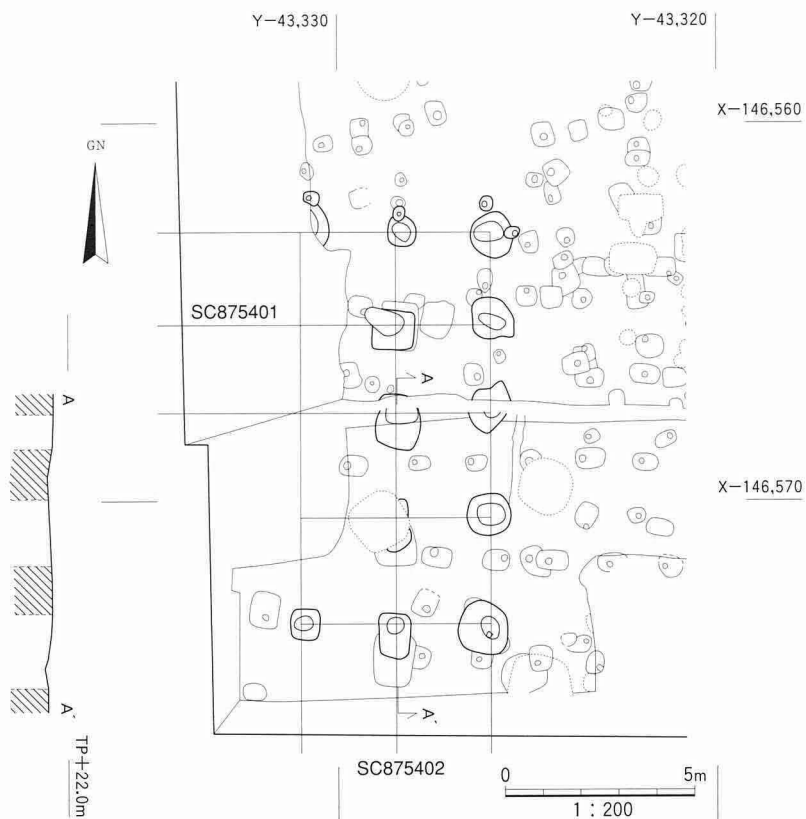 Y−43,330
Y−43,320
X−146,560
GN
SC875401
A
A
X−146,570
A'
A'
TP+22.0m
SC875402
0 5m
1 : 200